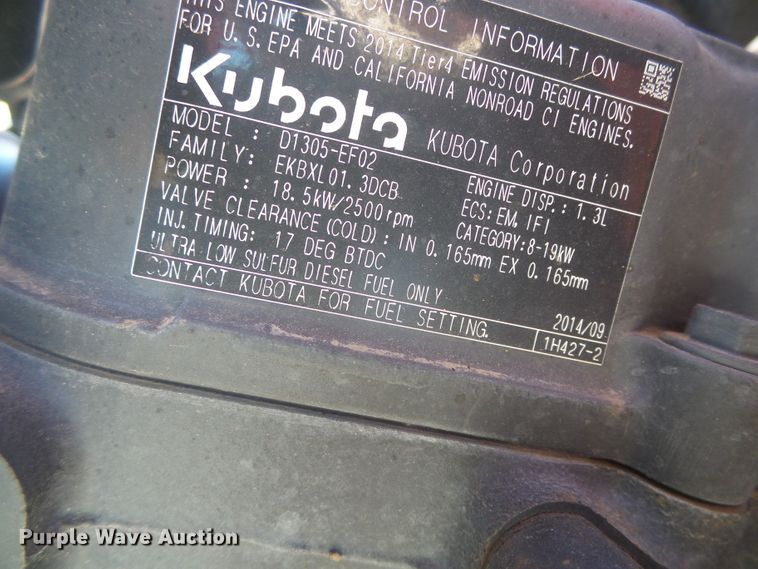 CONTROL INFORMATION
THIS ENGINE MEETS 2014 Tier4 EMISSION REGULATIONS
FOR U.S. EPA AND CALIFORNIA NONROAD CI ENGINES.
Kubota KUBOTA Corporation
MODEL : D1305-EF02 ENGINE DISP.: 1.3L
FAMILY: EKBXL01.3DCB ECS: EM, IFI
POWER : 18.5kW/2500rpm CATEGORY:8-19kW
VALVE CLEARANCE(COLD): IN 0.165mm EX 0.165mm
INJ. TIMING: 17 DEG BTDC
ULTRA LOW SULFUR DIESEL FUEL ONLY
CONTACT KUBOTA FOR FUEL SETTING.
2014/09
1H427-2
Purple Wave Auction